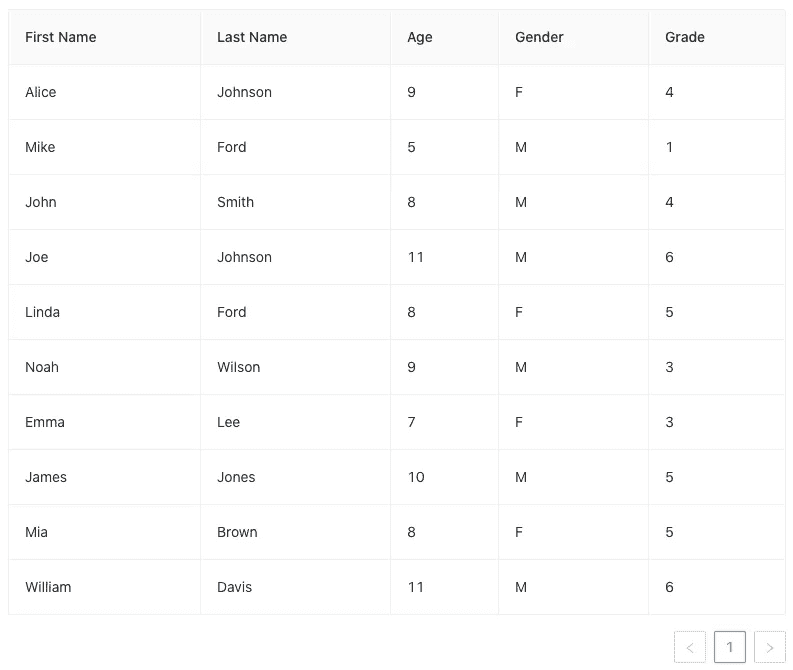 First Name Last Name Age Gender Grade
Alice Johnson 9 F 4
Mike Ford 5 M 1
John Smith 8 M 4
Joe Johnson 11 M 6
Linda Ford 8 F 5
Noah Wilson 9 M 3
Emma Lee 7 F 3
James Jones 10 M 5
Mia Brown 8 F 5
William Davis 11 M 6
< 1 >